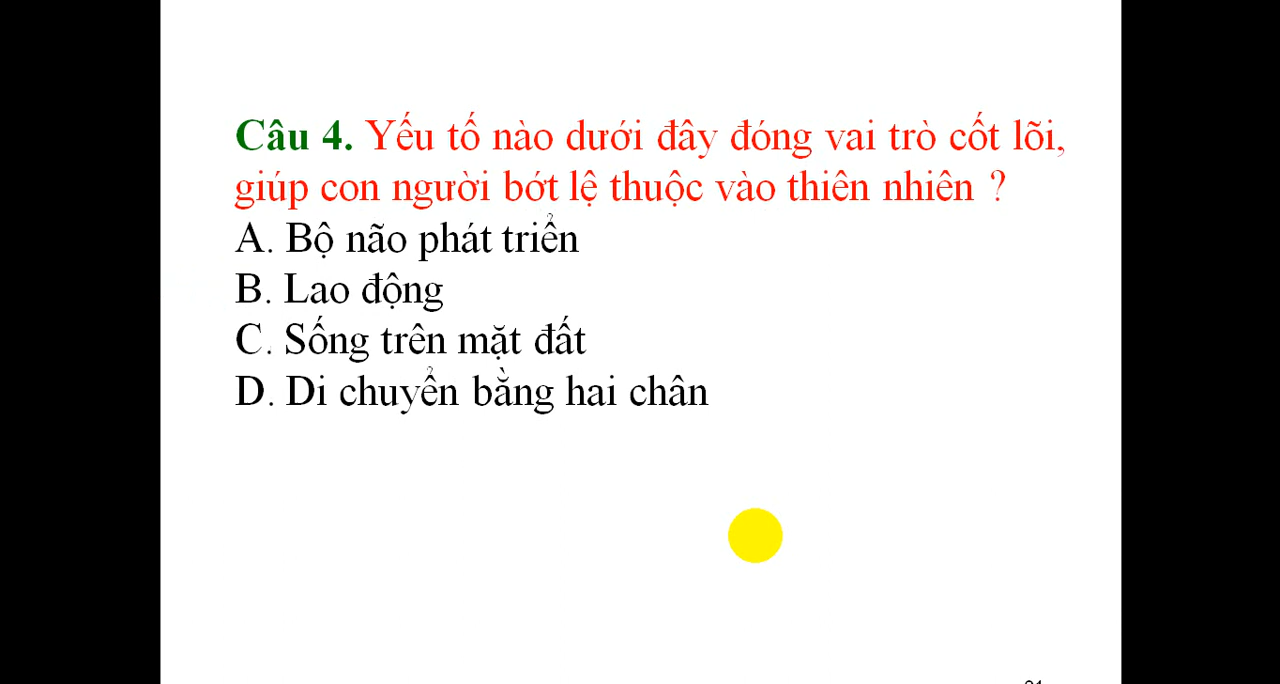 Câu 4. Yếu tố nào dưới đây đóng vai trò cốt lõi,
giúp con người bớt lệ thuộc vào thiên nhiên ?
A. Bộ não phát triển
B. Lao động
C. Sống trên mặt đất
D. Di chuyển bằng hai chân